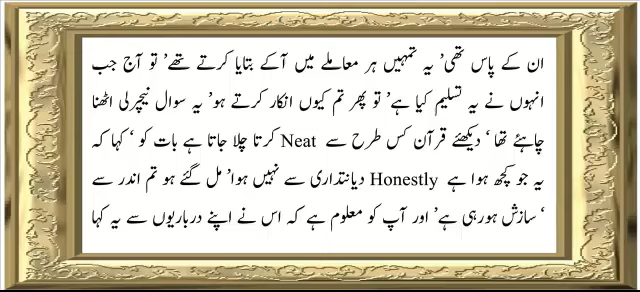 ان کے پاس تھی’ یہ تمہیں ہر معاملے میں آکے بتایا کرتے تھے’ تو آج جب
انہوں نے یہ تسلیم کیا ہے’ تو پھر تم کیوں انکار کرتے ہو’ یہ سوال نیچرلی اٹھنا
چاہئے تھا ‘ دیکھئے قرآن کس طرح سے Neat کرتا چلا جاتا ہے بات کو ‘ کہا کہ
یہ جو کچھ ہوا ہے Honestly دیانتداری سے نہیں ہوا’ مل گئے ہو تم اندر سے
‘ سازش ہورہی ہے’ اور آپ کو معلوم ہے کہ اس نے اپنے درباریوں سے یہ کہا